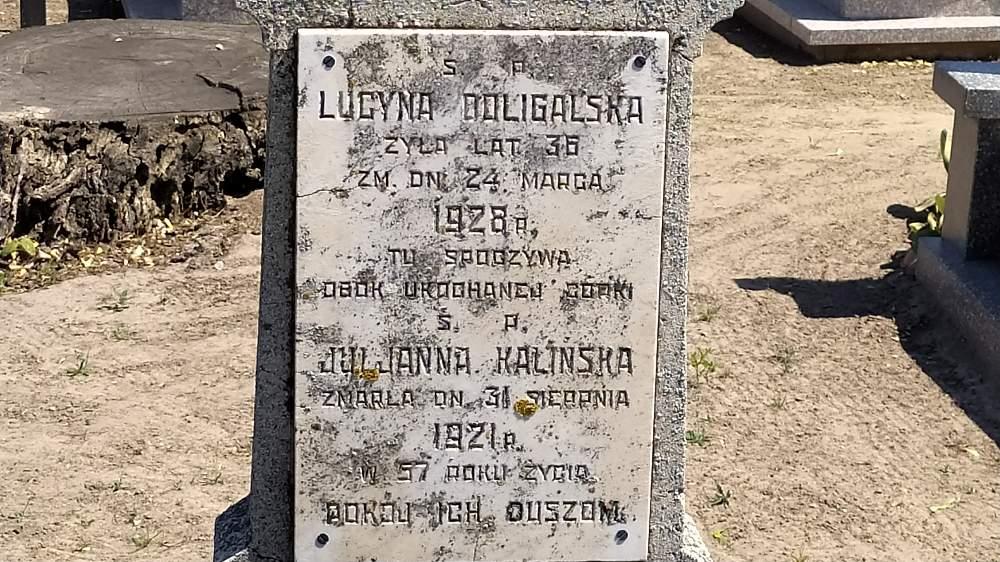 Ś. P.
LUCYNA DOLIGALSKA
ŻYŁA LAT 36
ZM. DN. 24 MARCA
1928 R,
TU SPOCZYWA
OBOK UKOCHANEJ CÓRKI
Ś. P.
JULJANNA KALIŃSKA
ZMARŁA DN. 31 SIERPNIA
1921 R.
W 57 ROKU ŻYCIA.
POKÓJ ICH DUSZOM.